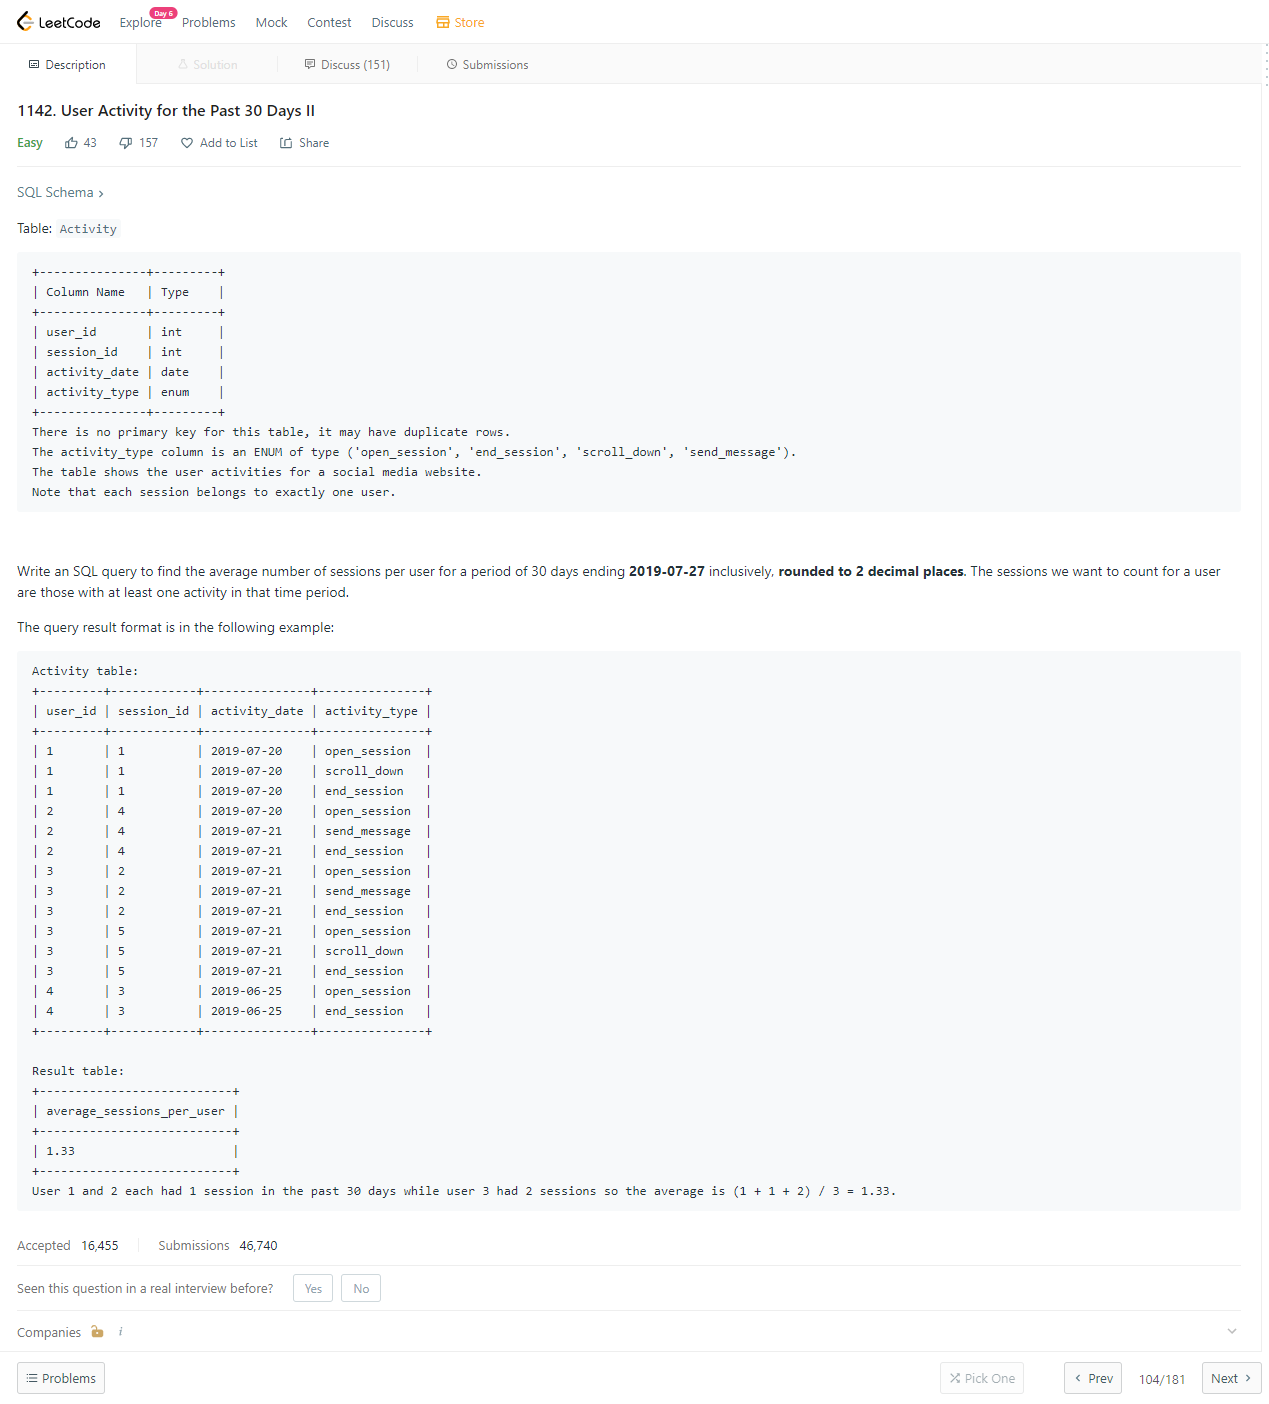 LeetCode Explore Day 6 Problems Mock Contest Discuss Store
Description Solution Discuss (151) Submissions
1142. User Activity for the Past 30 Days II
Easy 43 157 Add to List Share
SQL Schema >
Table: Activity
+---------------+---------+
| Column Name   | Type    |
+---------------+---------+
| user_id       | int     |
| session_id    | int     |
| activity_date | date    |
| activity_type | enum    |
+---------------+---------+
There is no primary key for this table, it may have duplicate rows.
The activity_type column is an ENUM of type ('open_session', 'end_session', 'scroll_down', 'send_message').
The table shows the user activities for a social media website.
Note that each session belongs to exactly one user.
Write an SQL query to find the average number of sessions per user for a period of 30 days ending 2019-07-27 inclusively, rounded to 2 decimal places. The sessions we want to count for a user
are those with at least one activity in that time period.
The query result format is in the following example:
Activity table:
+---------+------------+---------------+---------------+
| user_id | session_id | activity_date | activity_type |
+---------+------------+---------------+---------------+
| 1       | 1          | 2019-07-20    | open_session  |
| 1       | 1          | 2019-07-20    | scroll_down   |
| 1       | 1          | 2019-07-20    | end_session   |
| 2       | 4          | 2019-07-20    | open_session  |
| 2       | 4          | 2019-07-21    | send_message  |
| 2       | 4          | 2019-07-21    | end_session   |
| 3       | 2          | 2019-07-21    | open_session  |
| 3       | 2          | 2019-07-21    | send_message  |
| 3       | 2          | 2019-07-21    | end_session   |
| 3       | 5          | 2019-07-21    | open_session  |
| 3       | 5          | 2019-07-21    | scroll_down   |
| 3       | 5          | 2019-07-21    | end_session   |
| 4       | 3          | 2019-06-25    | open_session  |
| 4       | 3          | 2019-06-25    | end_session   |
+---------+------------+---------------+---------------+
Result table:
+---------------------------+
| average_sessions_per_user |
+---------------------------+
| 1.33                      |
+---------------------------+
User 1 and 2 each had 1 session in the past 30 days while user 3 had 2 sessions so the average is (1 + 1 + 2) / 3 = 1.33.
Accepted 16,455 Submissions 46,740
Seen this question in a real interview before? Yes No
Companies i
Problems Pick One < Prev 104/181 Next >